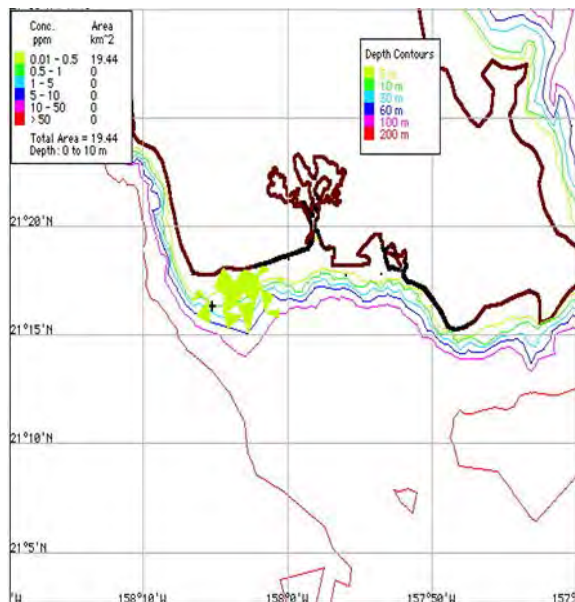 Conc. Area
ppm km^2
0.01 - 0.5 19.44
0.5 - 1 0
1 - 5 0
5 - 10 0
10 - 50 0
> 50 0
Total Area = 19.44
Depth: 0 to 10 m
Depth Contours
5 m
10 m
30 m
60 m
100 m
200 m
21°20'N
21°15'N
21°10'N
21°5'N
'W 158°10'W 158°0'W 157°50'W